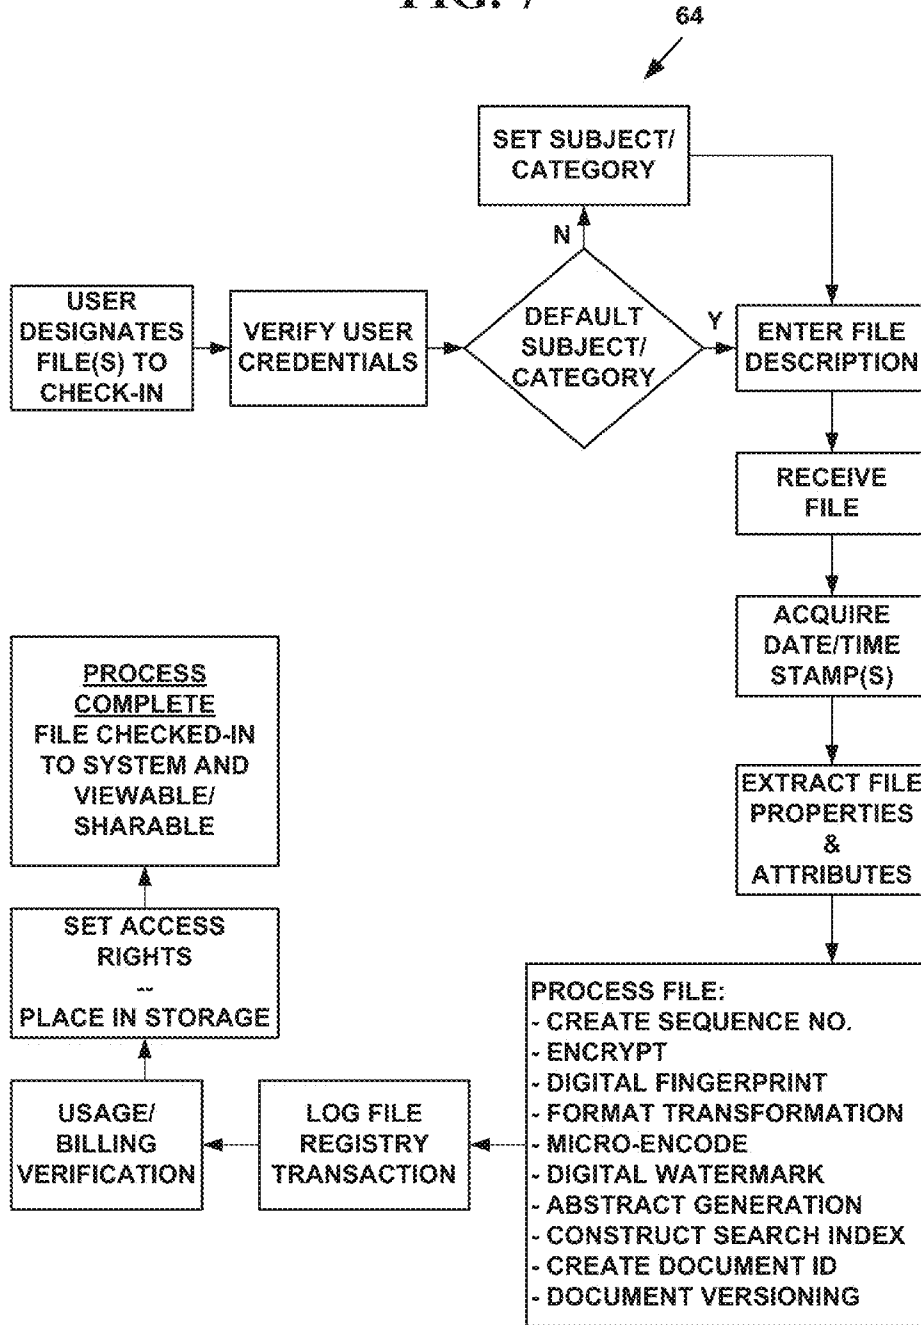 64
SET SUBJECT/
CATEGORY
N
USER
DESIGNATES
FILE(S) TO
CHECK-IN
VERIFY USER
CREDENTIALS
DEFAULT
SUBJECT/
CATEGORY
Y
ENTER FILE
DESCRIPTION
RECEIVE
FILE
ACQUIRE
DATE/TIME
STAMP(S)
EXTRACT FILE
PROPERTIES
&
ATTRIBUTES
PROCESS FILE:
- CREATE SEQUENCE NO.
- ENCRYPT
- DIGITAL FINGERPRINT
- FORMAT TRANSFORMATION
- MICRO-ENCODE
- DIGITAL WATERMARK
- ABSTRACT GENERATION
- CONSTRUCT SEARCH INDEX
- CREATE DOCUMENT ID
- DOCUMENT VERSIONING
LOG FILE
REGISTRY
TRANSACTION
USAGE/
BILLING
VERIFICATION
SET ACCESS
RIGHTS
--
PLACE IN STORAGE
PROCESS
COMPLETE
FILE CHECKED-IN
TO SYSTEM AND
VIEWABLE/
SHARABLE